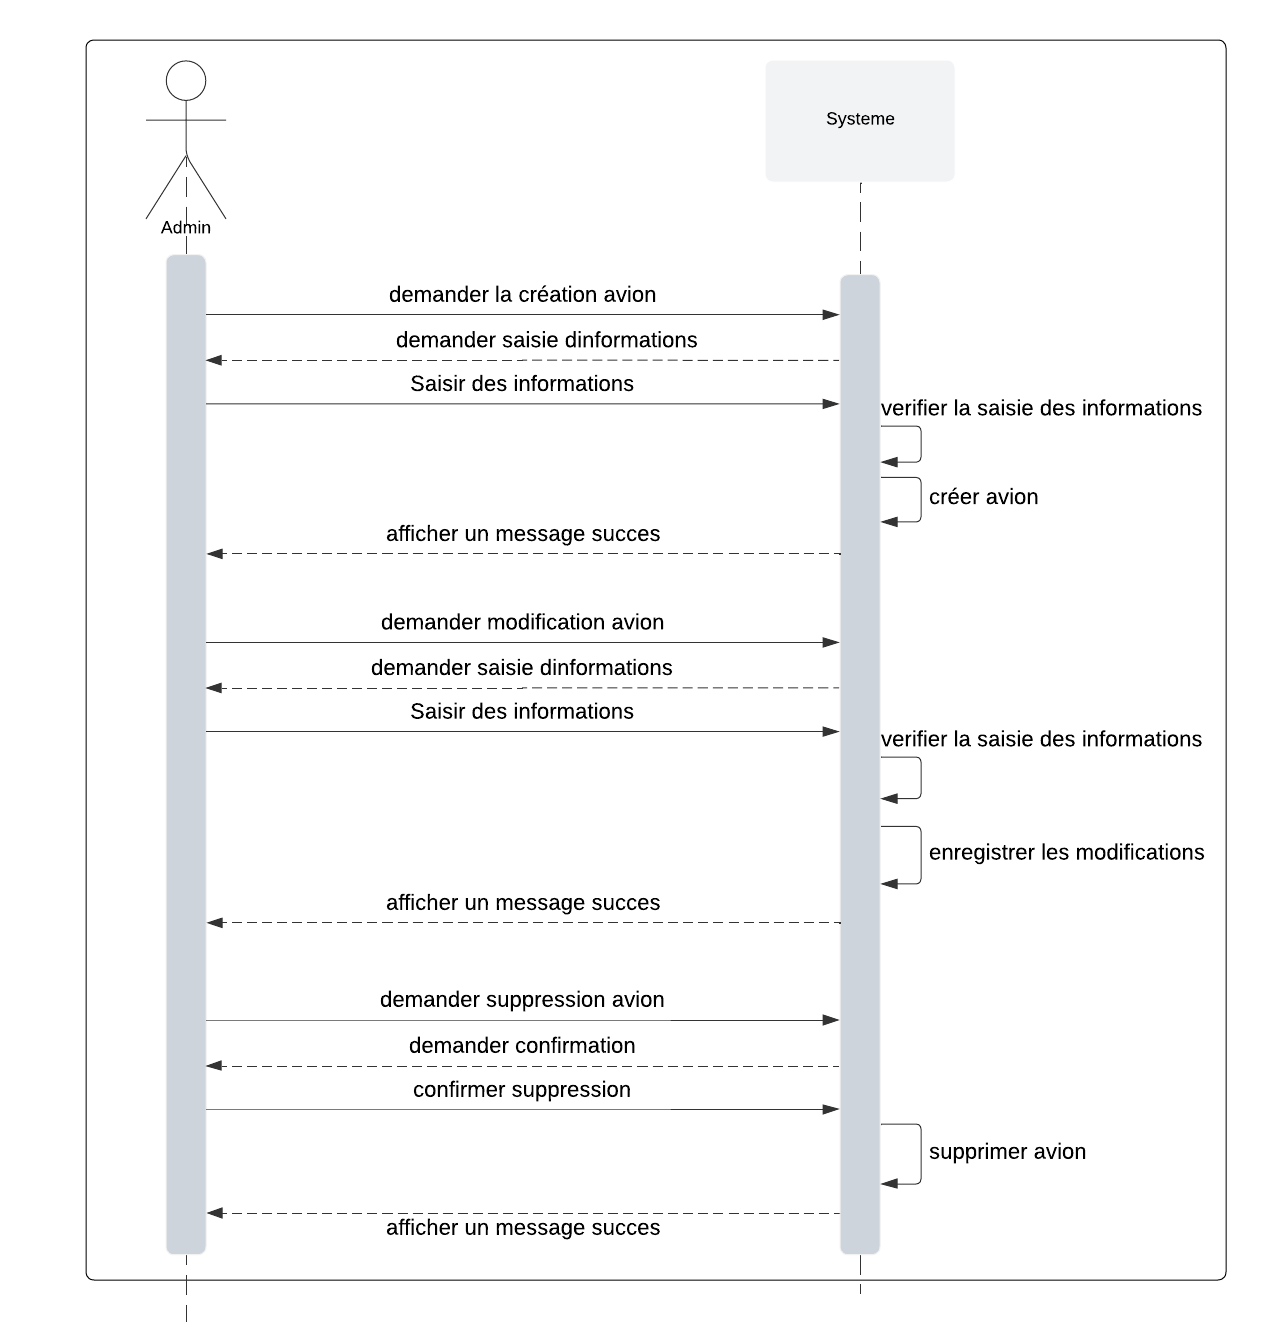 Systeme
Admin
demander la création avion
demander saisie dinformations
Saisir des informations
verifier la saisie des informations
créer avion
afficher un message succes
demander modification avion
demander saisie dinformations
Saisir des informations
verifier la saisie des informations
enregistrer les modifications
afficher un message succes
demander suppression avion
demander confirmation
confirmer suppression
supprimer avion
afficher un message succes